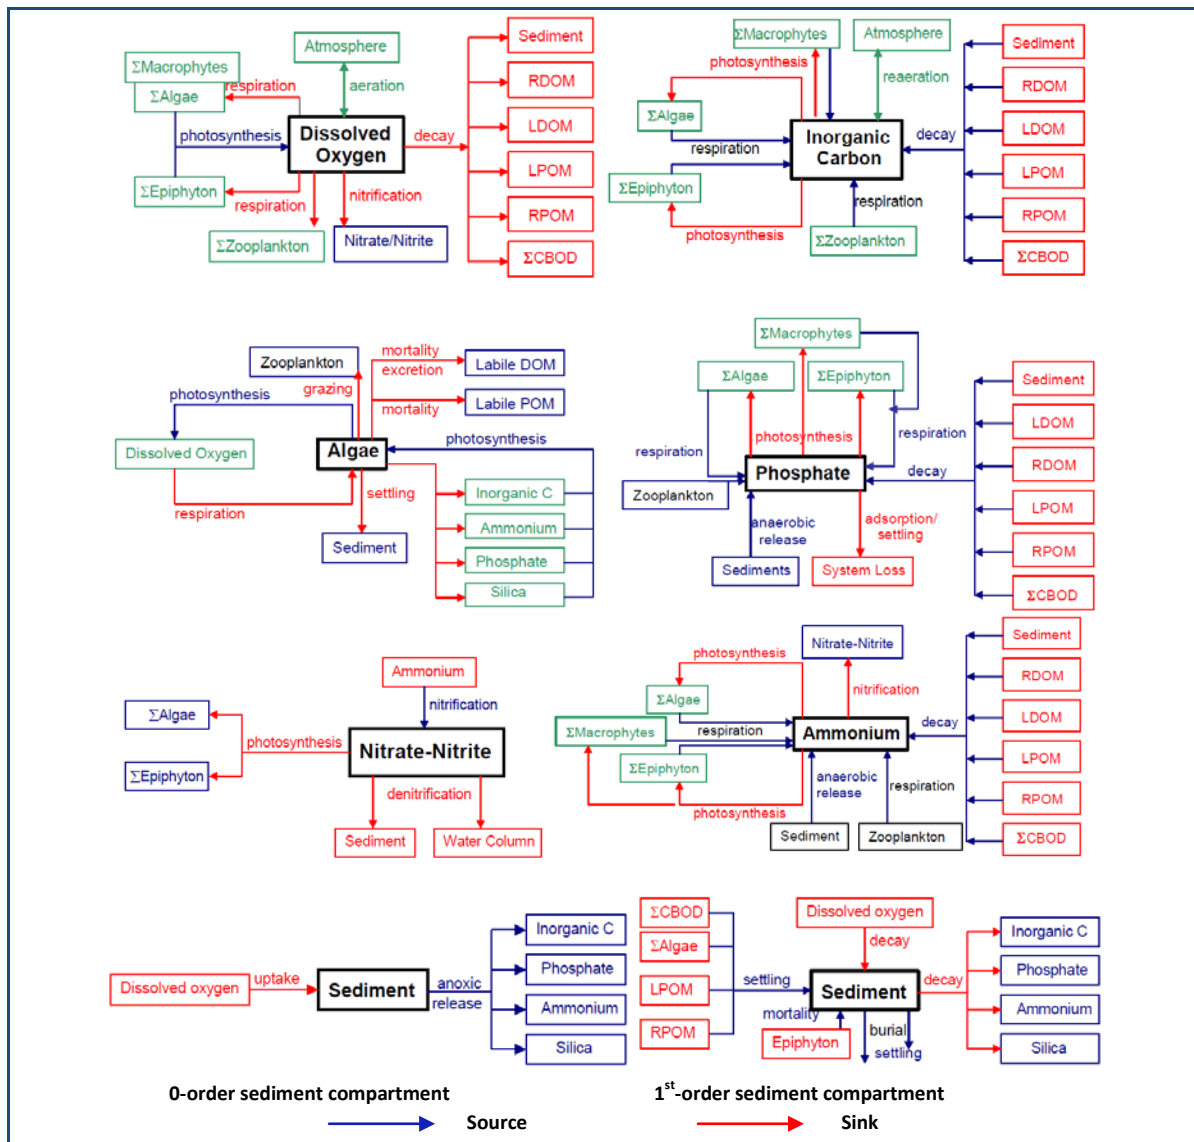 ΣMacrophytes
ΣAlgae
Atmosphere
respiration
aeration
photosynthesis
Dissolved
Oxygen
decay
ΣEpiphyton
respiration
nitrification
ΣZooplankton
Nitrate/Nitrite
Sediment
RDOM
LDOM
LPOM
RPOM
ΣCBOD
ΣMacrophytes
Atmosphere
photosynthesis
reaeration
ΣAlgae
respiration
Inorganic
Carbon
decay
ΣEpiphyton
respiration
photosynthesis
ΣZooplankton
Sediment
RDOM
LDOM
LPOM
RPOM
ΣCBOD
Zooplankton
mortality
excretion
Labile DOM
grazing
photosynthesis
mortality
Labile POM
Dissolved Oxygen
Algae
photosynthesis
respiration
settling
Inorganic C
Ammonium
Sediment
Phosphate
Silica
ΣMacrophytes
ΣAlgae
ΣEpiphyton
respiration
photosynthesis
respiration
Phosphate
decay
Zooplankton
anaerobic
release
adsorption/
settling
Sediments
System Loss
Sediment
LDOM
RDOM
LPOM
RPOM
ΣCBOD
Ammonium
ΣAlgae
nitrification
photosynthesis
Nitrate-Nitrite
ΣEpiphyton
denitrification
Sediment
Water Column
Nitrate-Nitrite
photosynthesis
nitrification
ΣAlgae
ΣMacrophytes
respiration
Ammonium
decay
ΣEpiphyton
anaerobic
release
respiration
photosynthesis
Sediment
Zooplankton
Sediment
RDOM
LDOM
LPOM
RPOM
ΣCBOD
Dissolved oxygen
uptake
Sediment
anoxic
release
Inorganic C
Phosphate
Ammonium
Silica
ΣCBOD
ΣAlgae
LPOM
RPOM
settling
Dissolved oxygen
decay
Sediment
decay
mortality
Epiphyton
burial
settling
Inorganic C
Phosphate
Ammonium
Silica
0-order sediment compartment
1st-order sediment compartment
Source
Sink